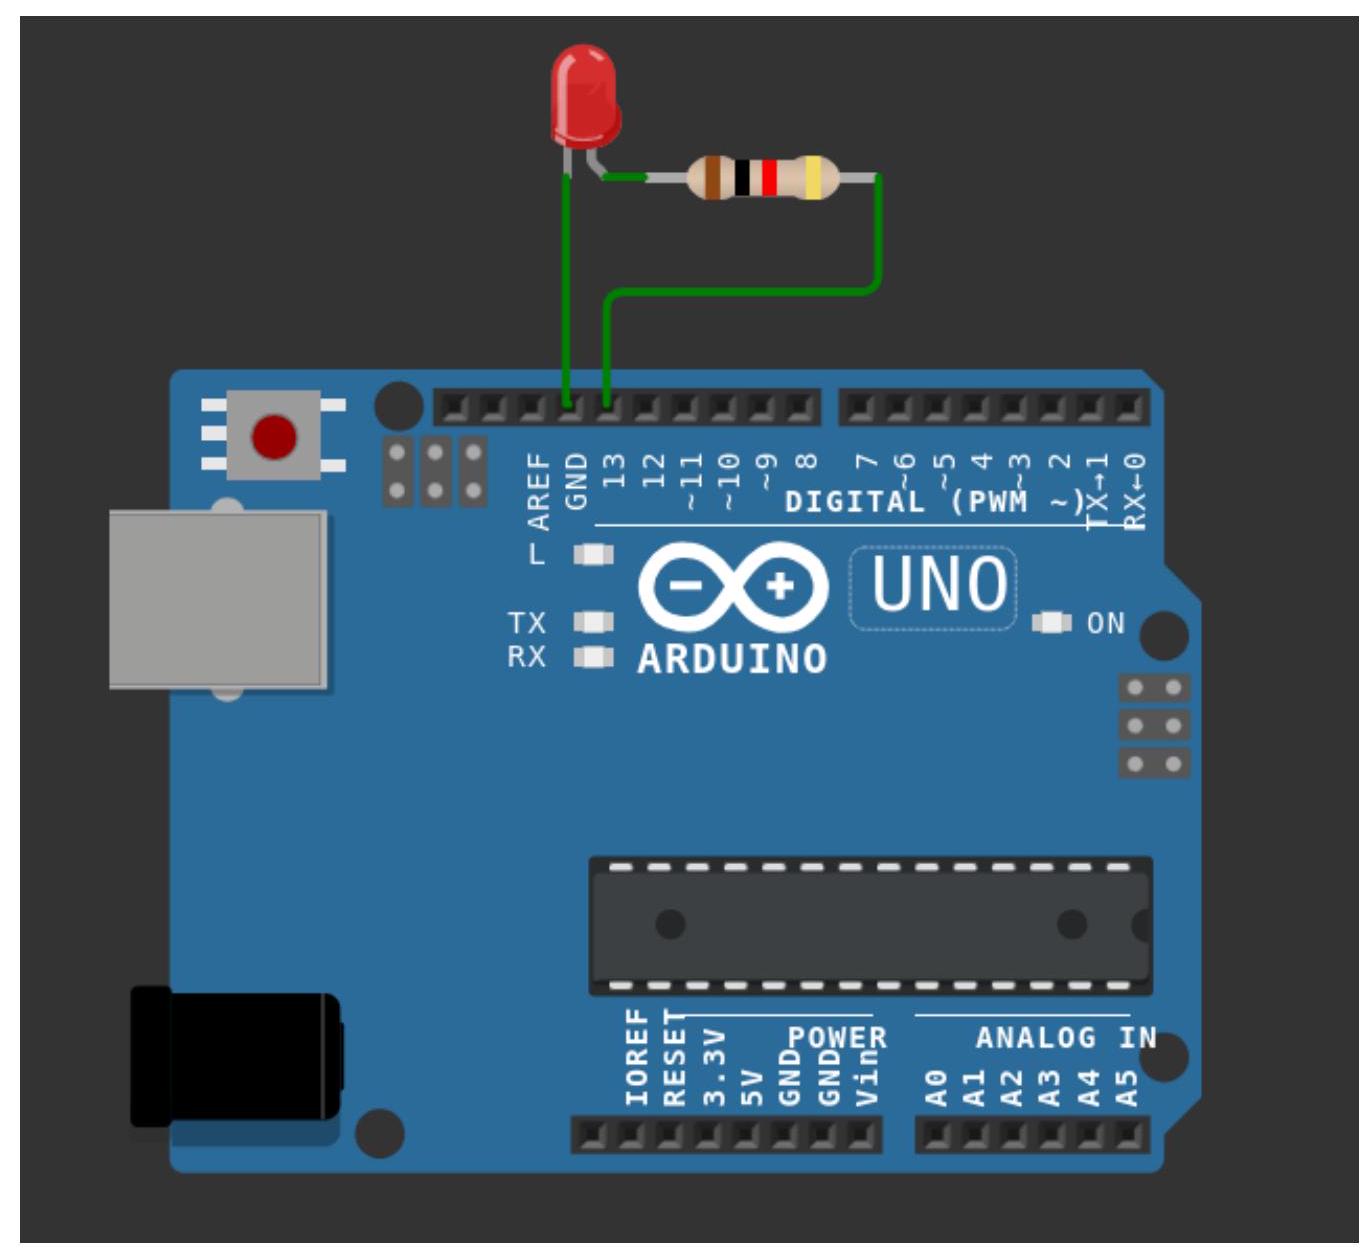 AREF
GND
13
12
~11
~10
~9
8
7
~6
~5
4
~3
2
TX→1
RX←0
DIGITAL (PWM ~)
L
TX
RX
− +
UNO
ON
ARDUINO
IOREF
RESET
3.3V
5V
GND
GND
Vin
POWER
ANALOG IN
A0
A1
A2
A3
A4
A5